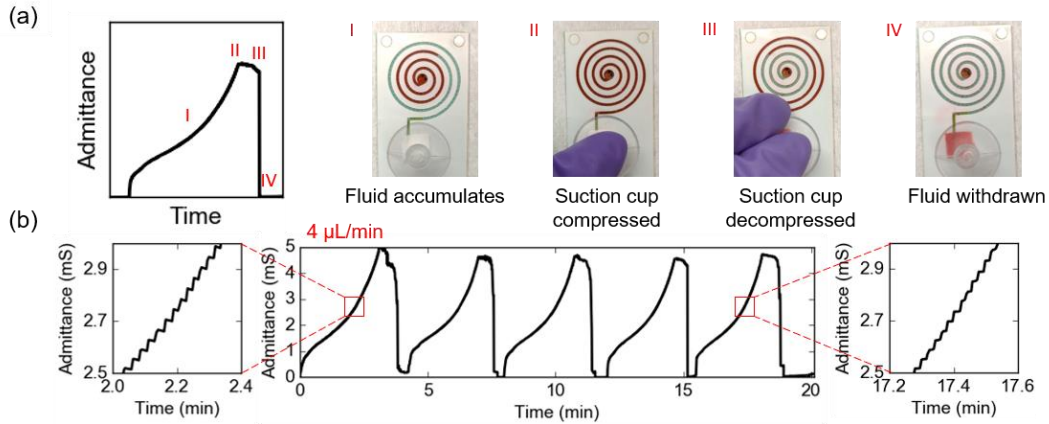 (a)
Admittance
Time
I
II
III
IV
I
II
III
IV
Fluid accumulates
Suction cup
compressed
Suction cup
decompressed
Fluid withdrawn
(b)
4 µL/min
Admittance (mS)
2.9
2.7
2.5
2.0
2.2
2.4
Time (min)
Admittance (mS)
5
4
3
2
1
0
0
5
10
15
20
Time (min)
Admittance (mS)
2.9
2.7
2.5
17.2
17.4
17.6
Time (min)